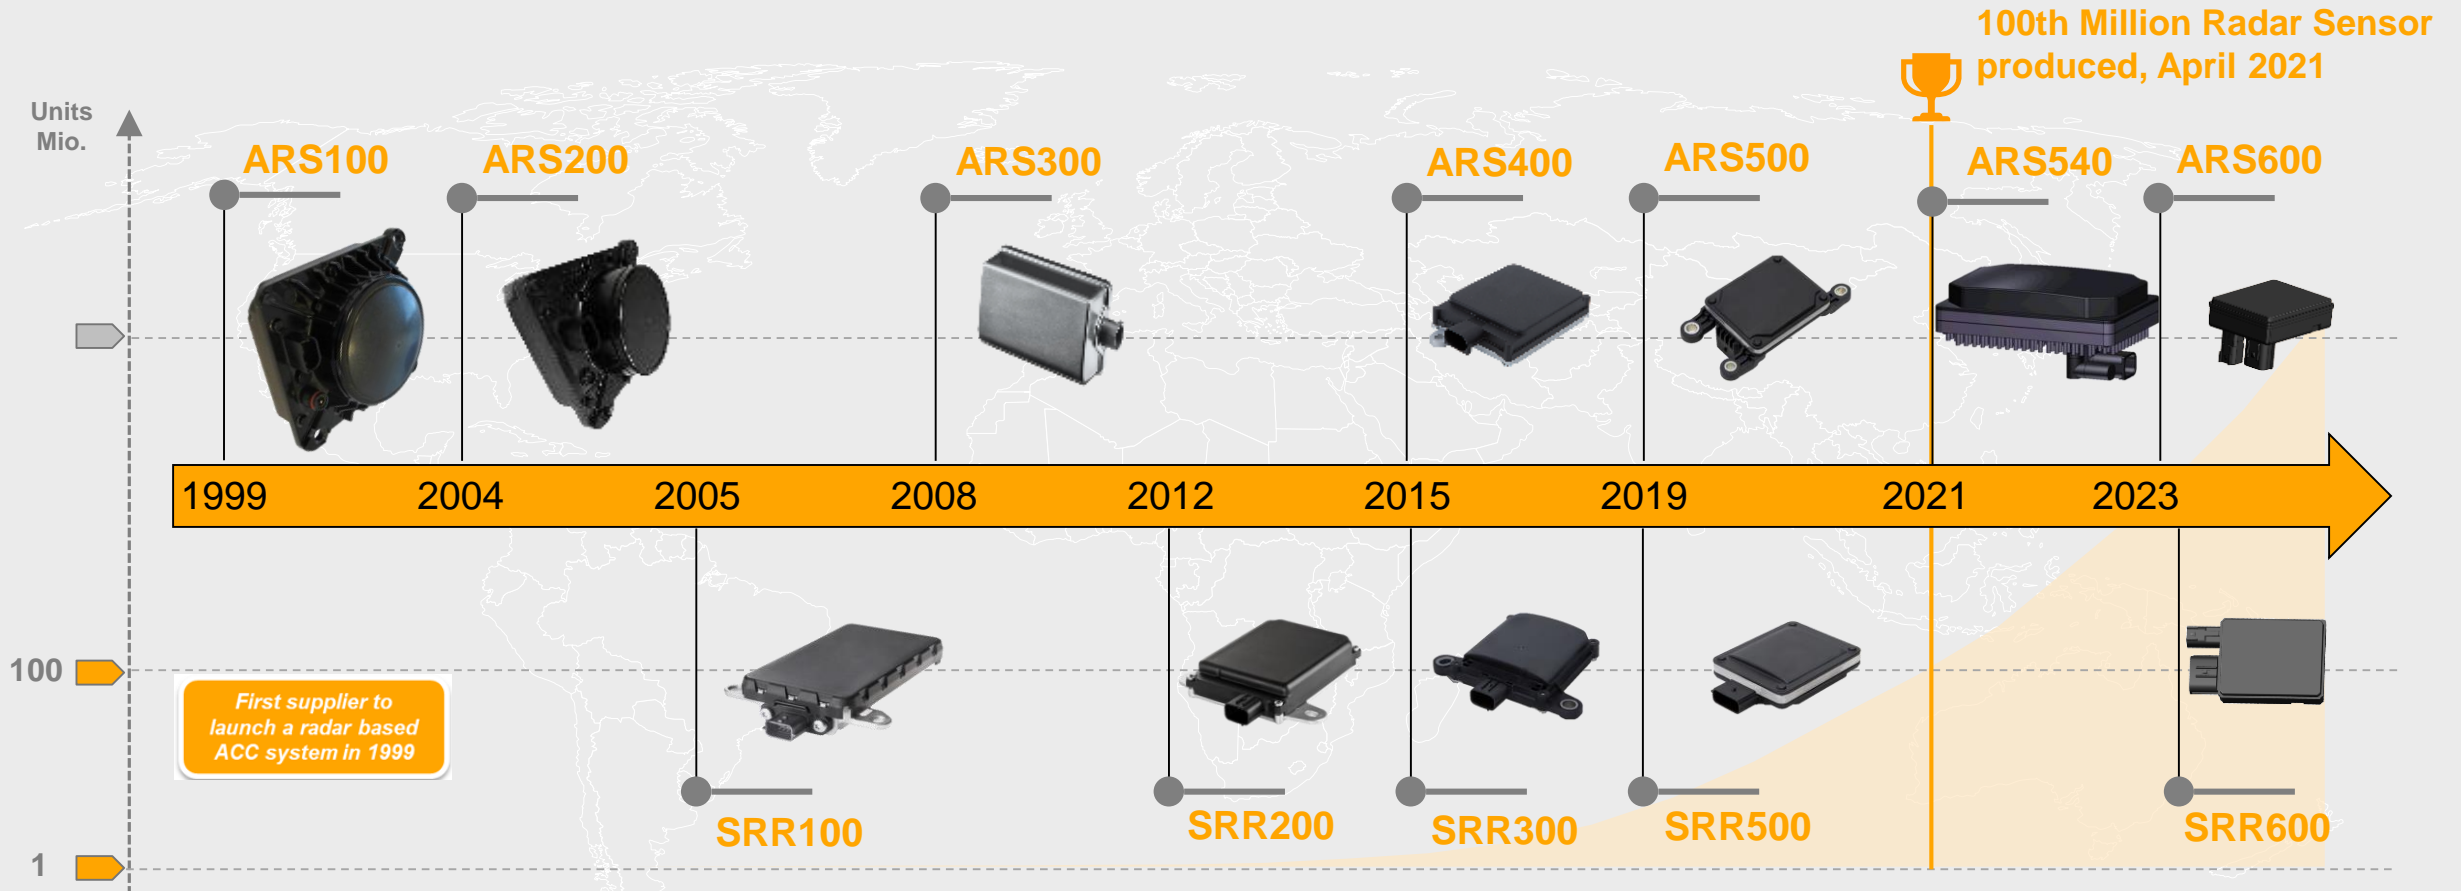 100th Million Radar Sensor
produced, April 2021
Units
Mio.
ARS100
ARS200
ARS300
ARS400
ARS500
ARS540
ARS600
1999
2004
2005
2008
2012
2015
2019
2021
2023
100
First supplier to
launch a radar based
ACC system in 1999
SRR100
SRR200
SRR300
SRR500
SRR600
1